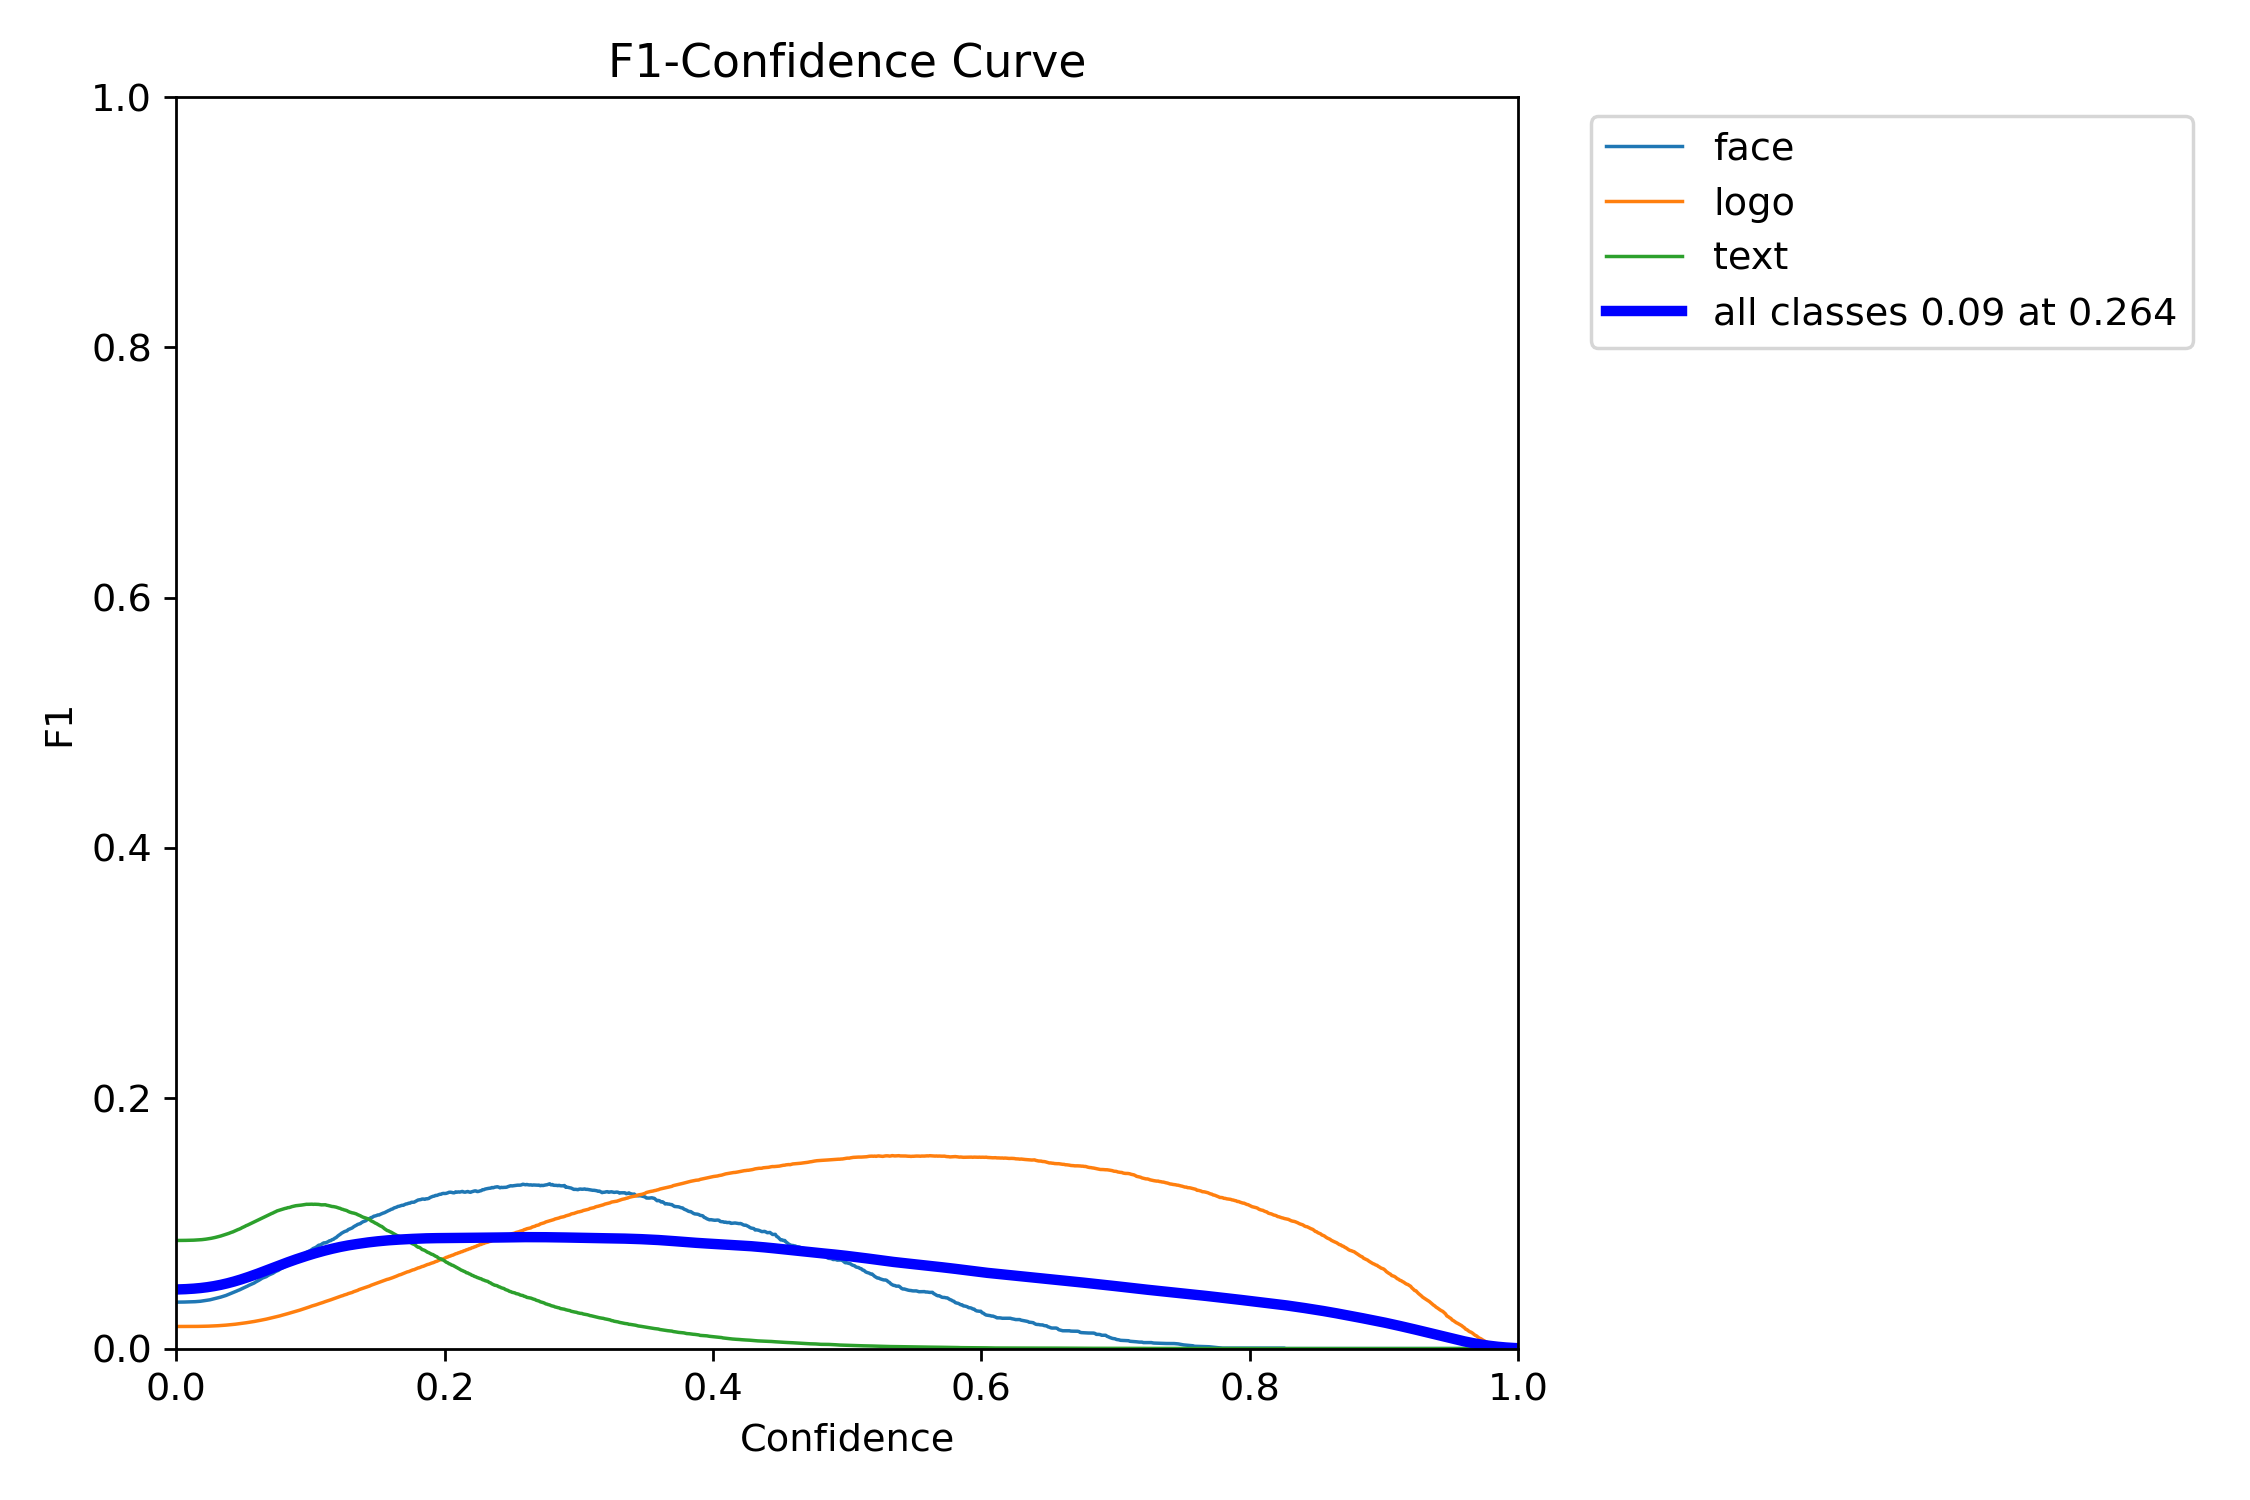 F1-Confidence Curve
1.0
0.8
0.6
0.4
0.2
0.0
F1
0.0 0.2 0.4 0.6 0.8 1.0
Confidence
face
logo
text
all classes 0.09 at 0.264